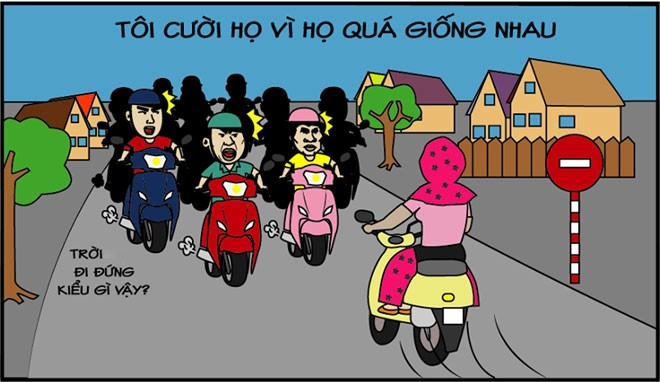 TÔI CƯỜI HỌ VÌ HỌ QUÁ GIỐNG NHAU
TRỜI
ĐI ĐỨNG
KIỂU GÌ VẬY?